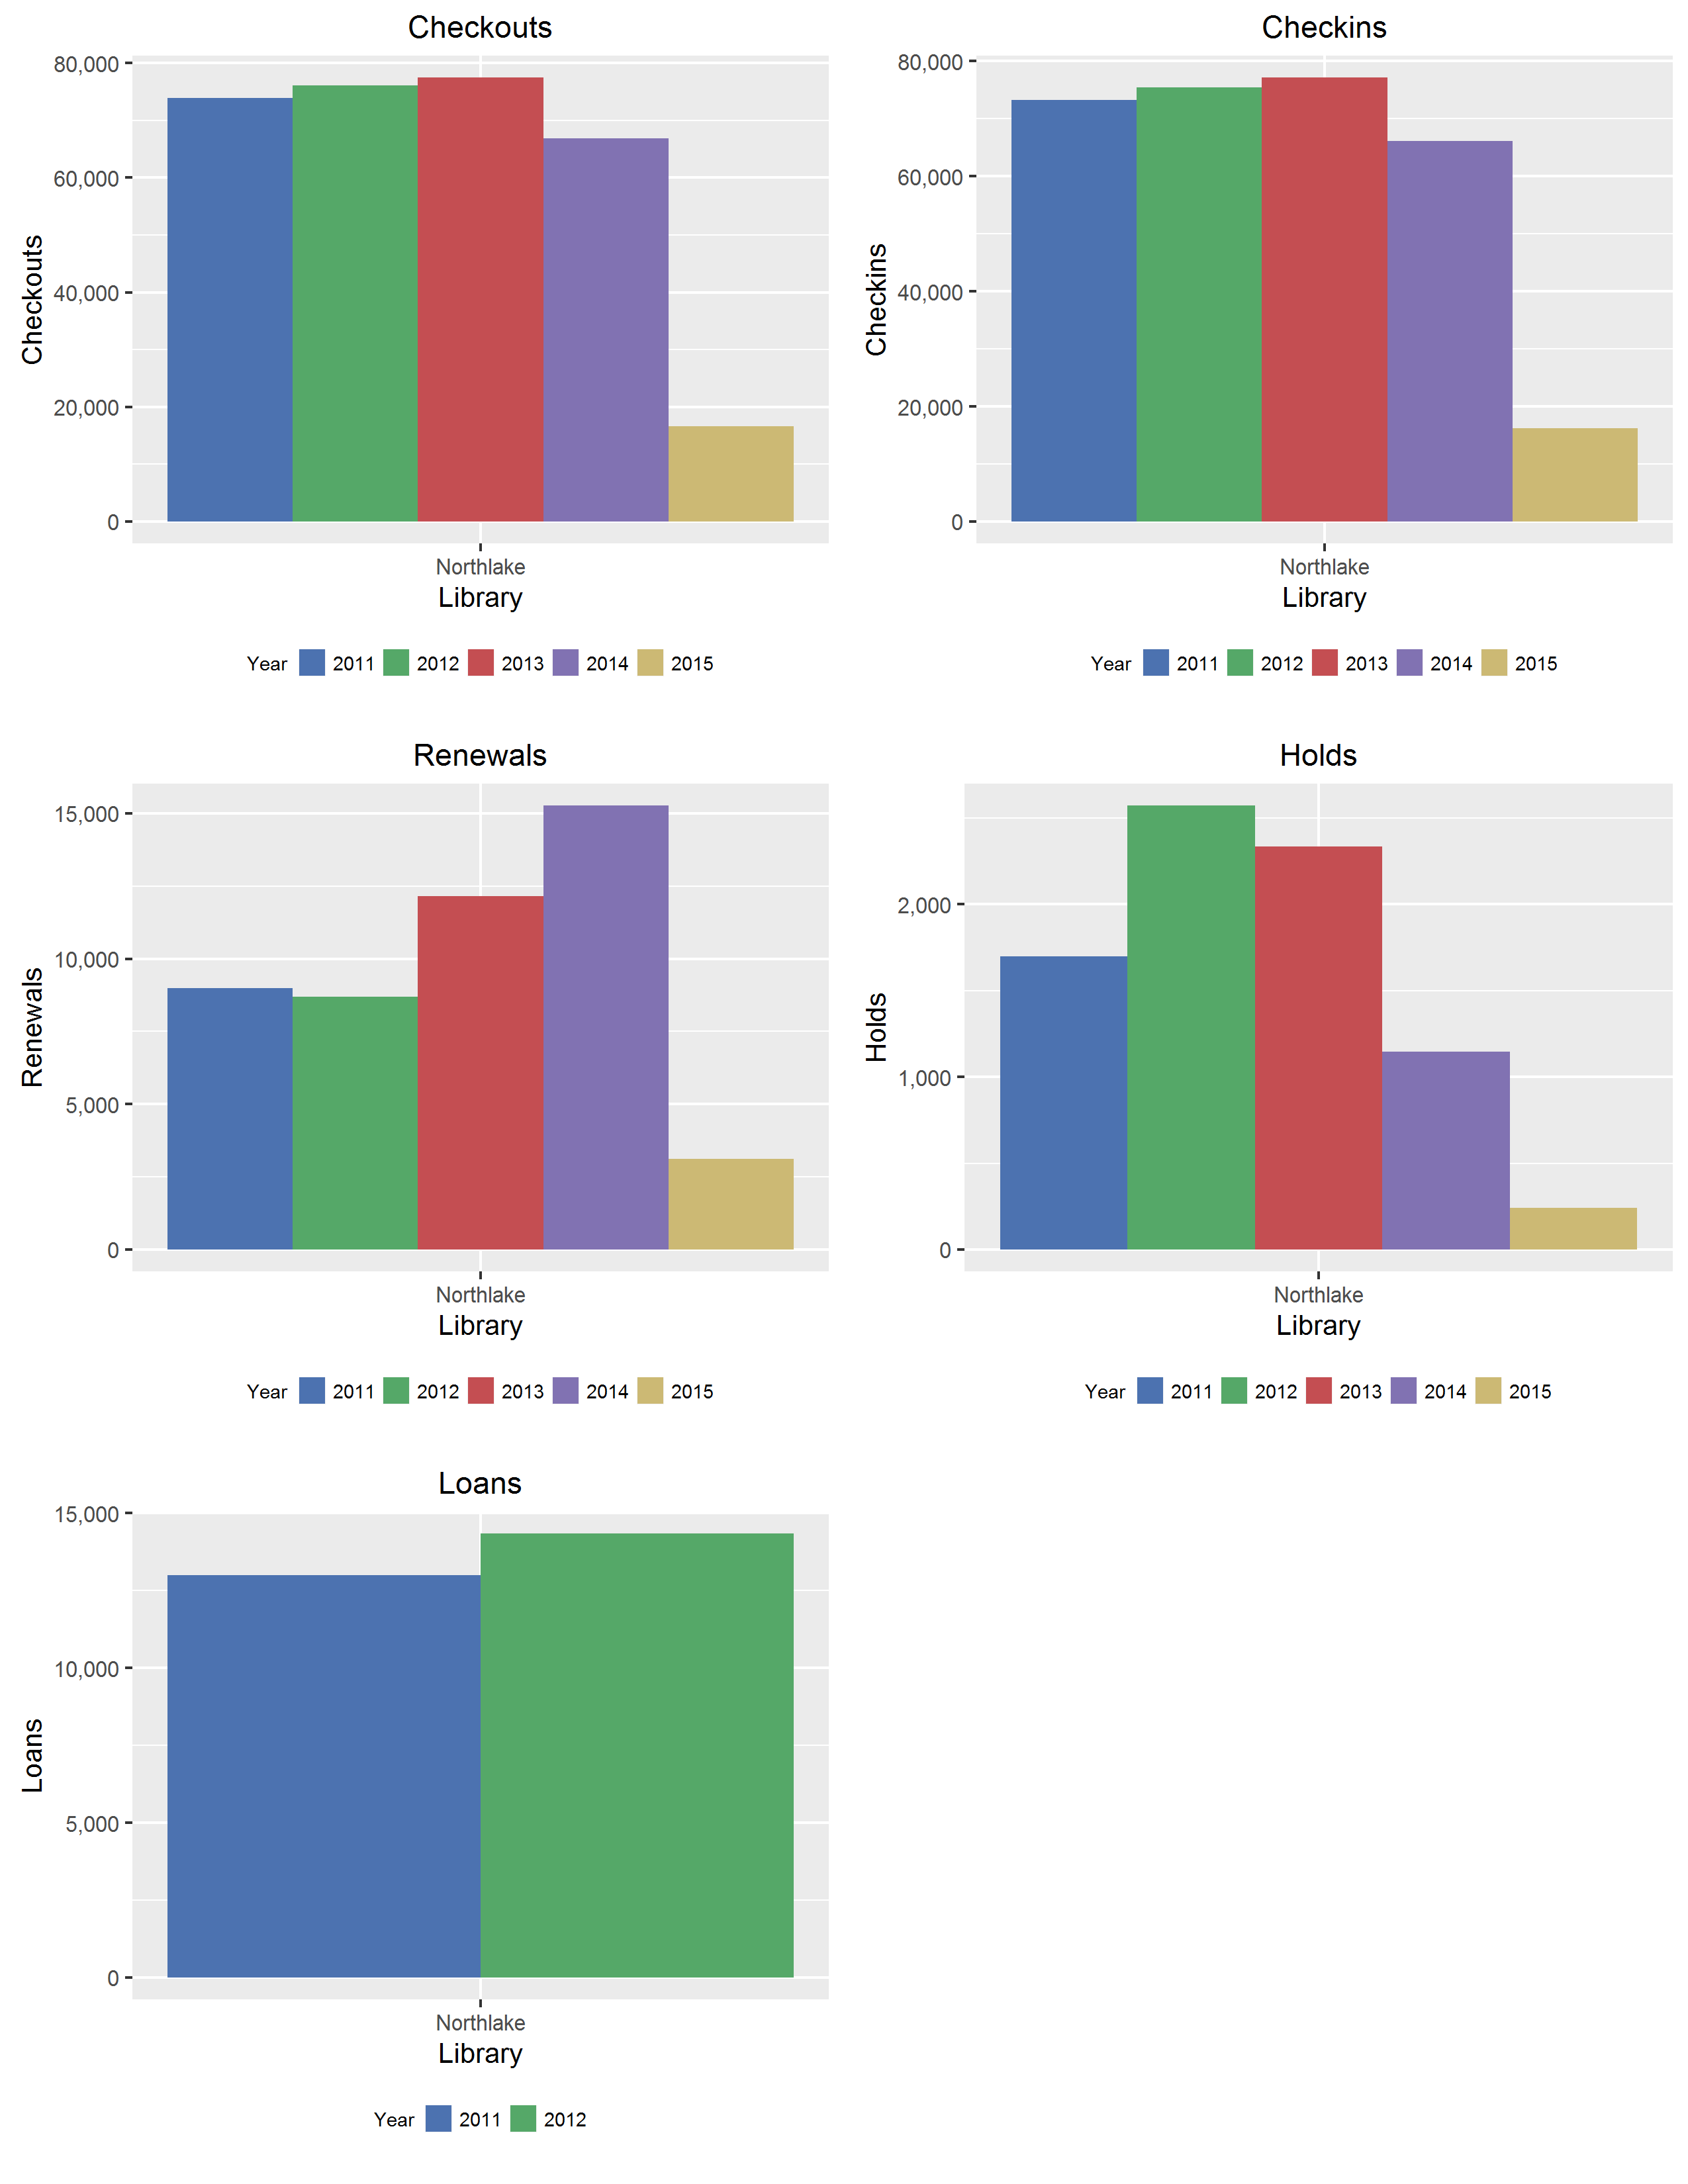 Checkouts
80,000
60,000
40,000
20,000
0
Checkouts
Northlake
Library
Year 2011 2012 2013 2014 2015
Checkins
80,000
60,000
40,000
20,000
0
Checkins
Northlake
Library
Year 2011 2012 2013 2014 2015
Renewals
15,000
10,000
5,000
0
Renewals
Northlake
Library
Year 2011 2012 2013 2014 2015
Holds
2,000
1,000
0
Holds
Northlake
Library
Year 2011 2012 2013 2014 2015
Loans
15,000
10,000
5,000
0
Loans
Northlake
Library
Year 2011 2012